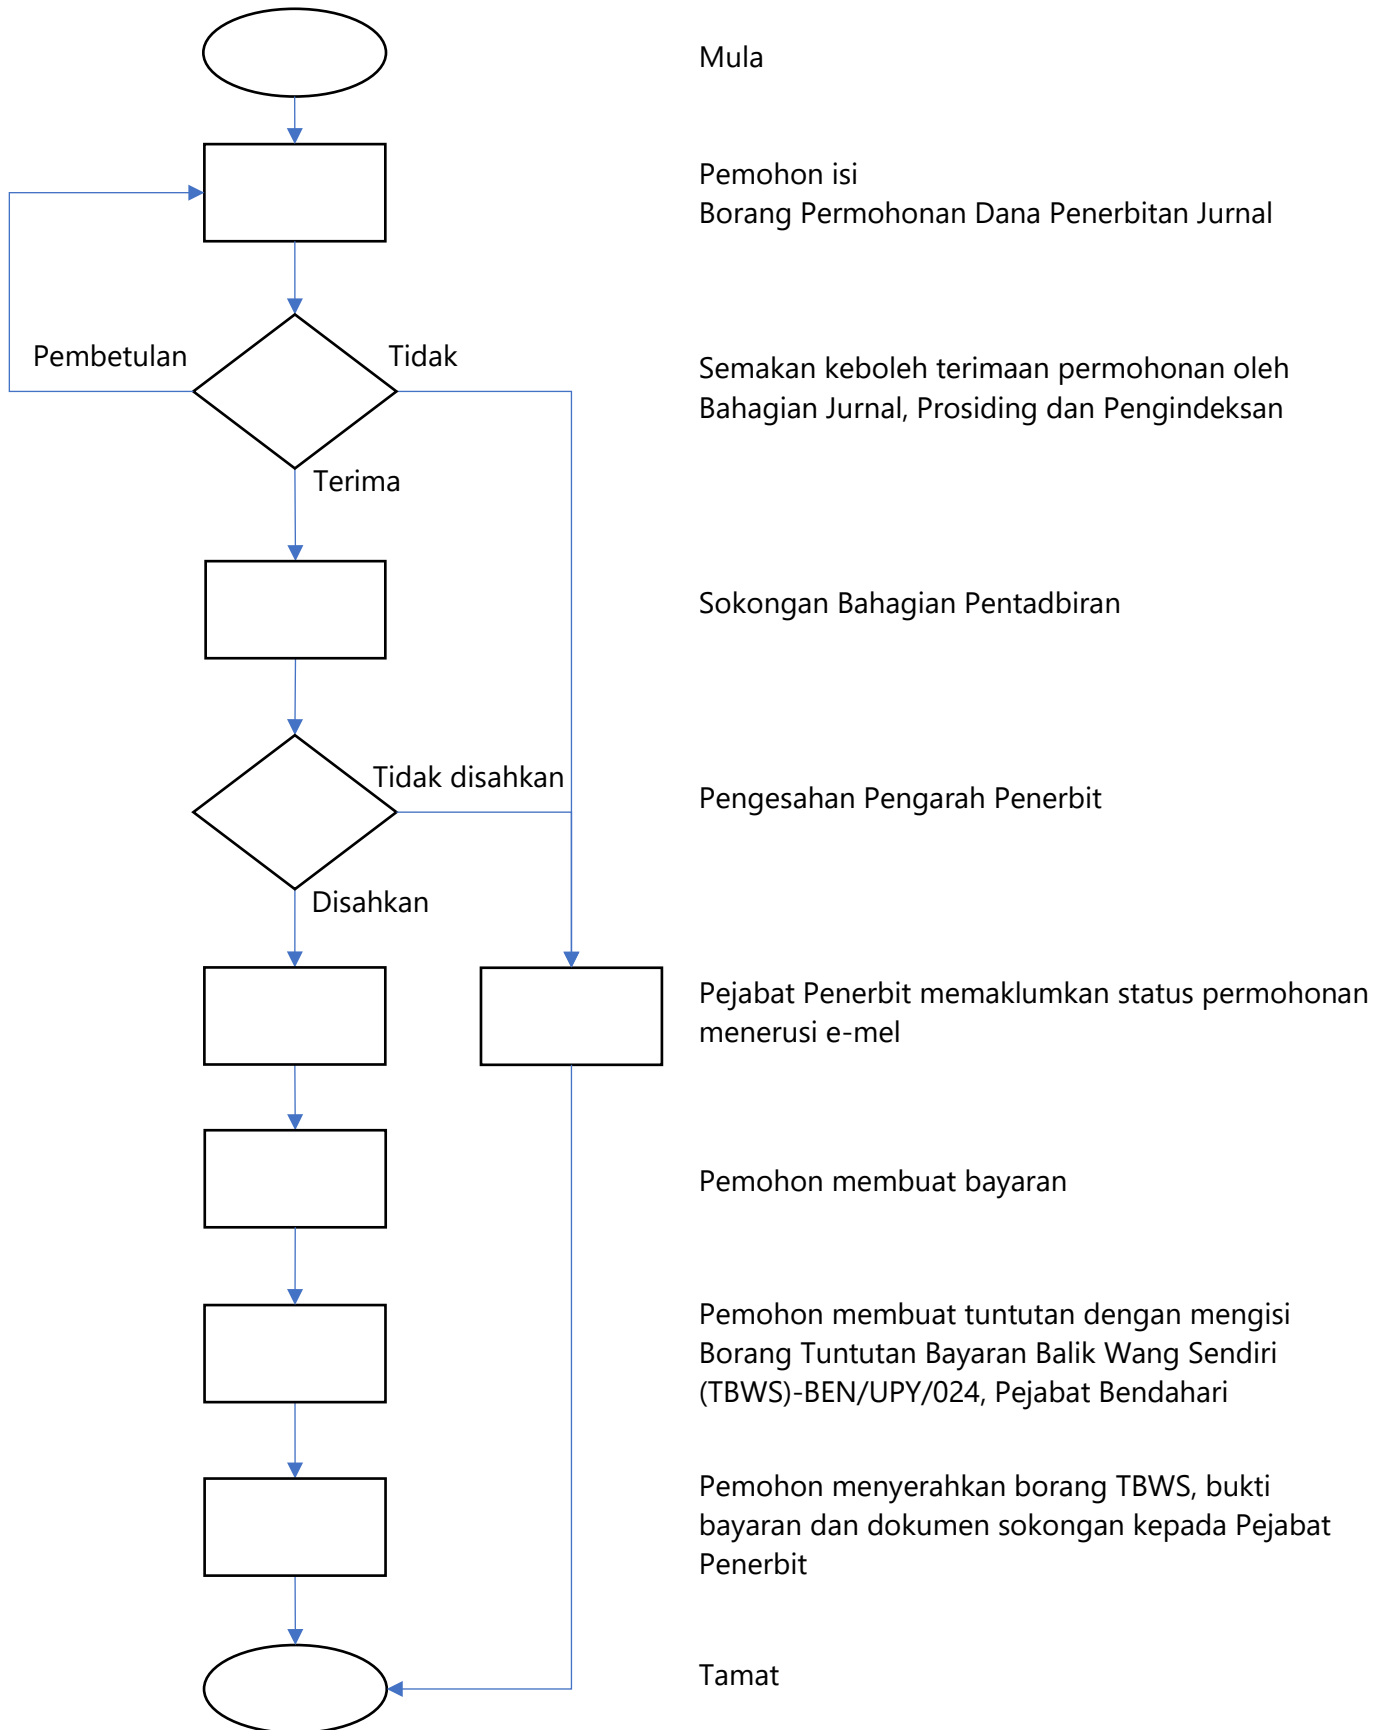 Mula
Pemohon isi
Borang Permohonan Dana Penerbitan Jurnal
Pembetulan
Tidak
Semakan keboleh terimaan permohonan oleh
Bahagian Jurnal, Prosiding dan Pengindeksan
Terima
Sokongan Bahagian Pentadbiran
Tidak disahkan
Pengesahan Pengarah Penerbit
Disahkan
Pejabat Penerbit memaklumkan status permohonan
menerusi e-mel
Pemohon membuat bayaran
Pemohon membuat tuntutan dengan mengisi
Borang Tuntutan Bayaran Balik Wang Sendiri
(TBWS)-BEN/UPY/024, Pejabat Bendahari
Pemohon menyerahkan borang TBWS, bukti
bayaran dan dokumen sokongan kepada Pejabat
Penerbit
Tamat